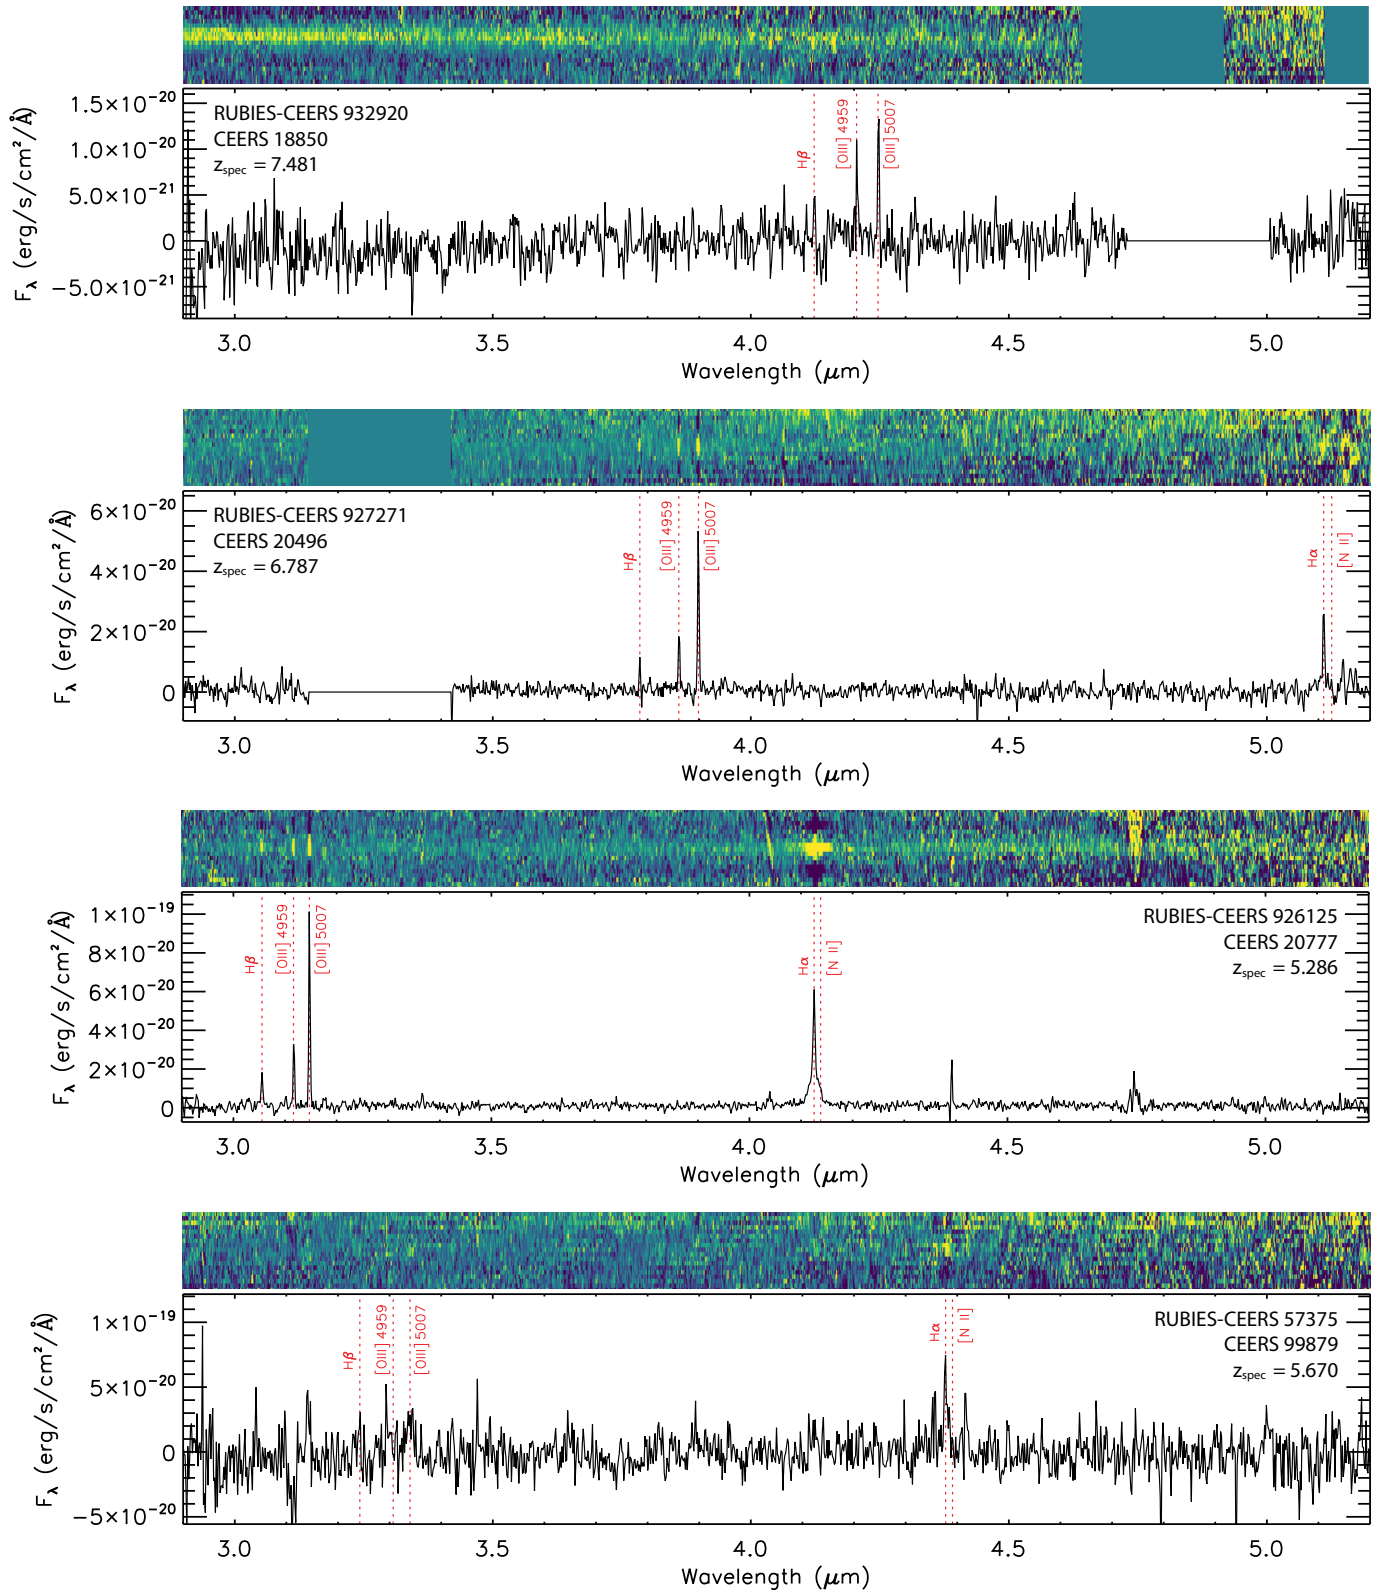 1.5×10⁻²⁰
1.0×10⁻²⁰
5.0×10⁻²¹
0
−5.0×10⁻²¹
F_λ (erg/s/cm²/Å)
RUBIES-CEERS 932920
CEERS 18850
z_spec = 7.481
Hβ
[OIII] 4959
[OIII] 5007
3.0 3.5 4.0 4.5 5.0
Wavelength (μm)
6×10⁻²⁰
4×10⁻²⁰
2×10⁻²⁰
0
F_λ (erg/s/cm²/Å)
RUBIES-CEERS 927271
CEERS 20496
z_spec = 6.787
Hβ
[OIII] 4959
[OIII] 5007
Hα
[N II]
3.0 3.5 4.0 4.5 5.0
Wavelength (μm)
1×10⁻¹⁹
8×10⁻²⁰
6×10⁻²⁰
4×10⁻²⁰
2×10⁻²⁰
0
F_λ (erg/s/cm²/Å)
Hβ
[OIII] 4959
[OIII] 5007
Hα
[N II]
RUBIES-CEERS 926125
CEERS 20777
z_spec = 5.286
3.0 3.5 4.0 4.5 5.0
Wavelength (μm)
1×10⁻¹⁹
5×10⁻²⁰
0
−5×10⁻²⁰
F_λ (erg/s/cm²/Å)
Hβ
[OIII] 4959
[OIII] 5007
Hα
[N II]
RUBIES-CEERS 57375
CEERS 99879
z_spec = 5.670
3.0 3.5 4.0 4.5 5.0
Wavelength (μm)